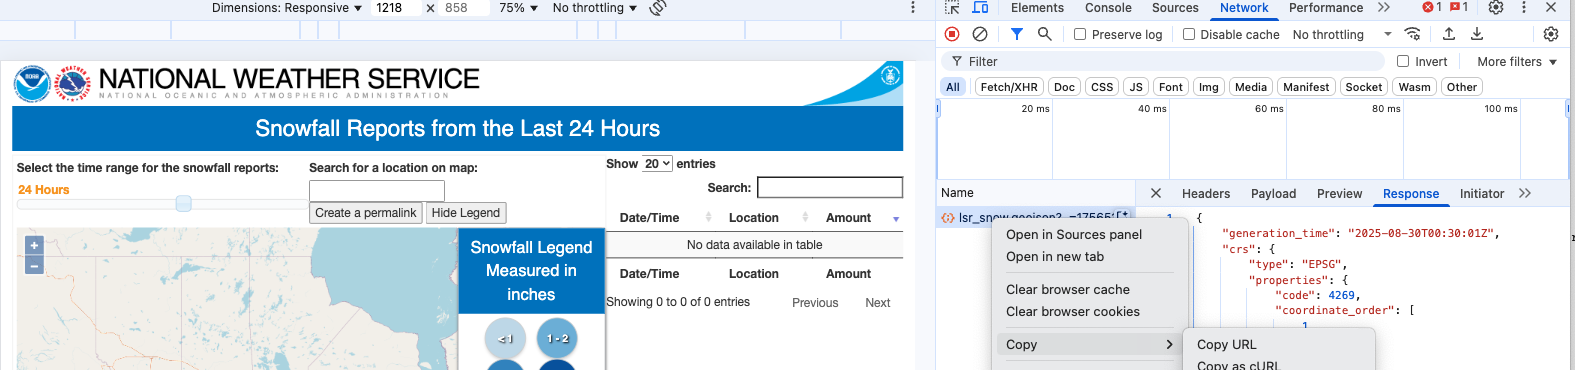 Dimensions: Responsive ▼ 1218 × 858 75% ▼ No throttling ▼
Elements Console Sources Network Performance 1 1
Preserve log Disable cache No throttling
Filter Invert More filters ▼
All Fetch/XHR Doc CSS JS Font Img Media Manifest Socket Wasm Other
20 ms 40 ms 60 ms 80 ms 100 ms
NATIONAL WEATHER SERVICE
NATIONAL OCEANIC AND ATMOSPHERIC ADMINISTRATION
Snowfall Reports from the Last 24 Hours
Select the time range for the snowfall reports:
24 Hours
Search for a location on map:
Create a permalink Hide Legend
+
−
Snowfall Legend
Measured in
inches
< 1 1 - 2
Show 20 entries
Search:
Date/Time Location Amount
No data available in table
Date/Time Location Amount
Showing 0 to 0 of 0 entries Previous Next
Name
Headers Payload Preview Response Initiator
Open in Sources panel
Open in new tab
Clear browser cache
Clear browser cookies
Copy
Copy URL
Copy as cURL
1 {
"generation_time": "2025-08-30T00:30:01Z",
"crs": {
"type": "EPSG",
"properties": {
"code": 4269,
"coordinate_order": [
1